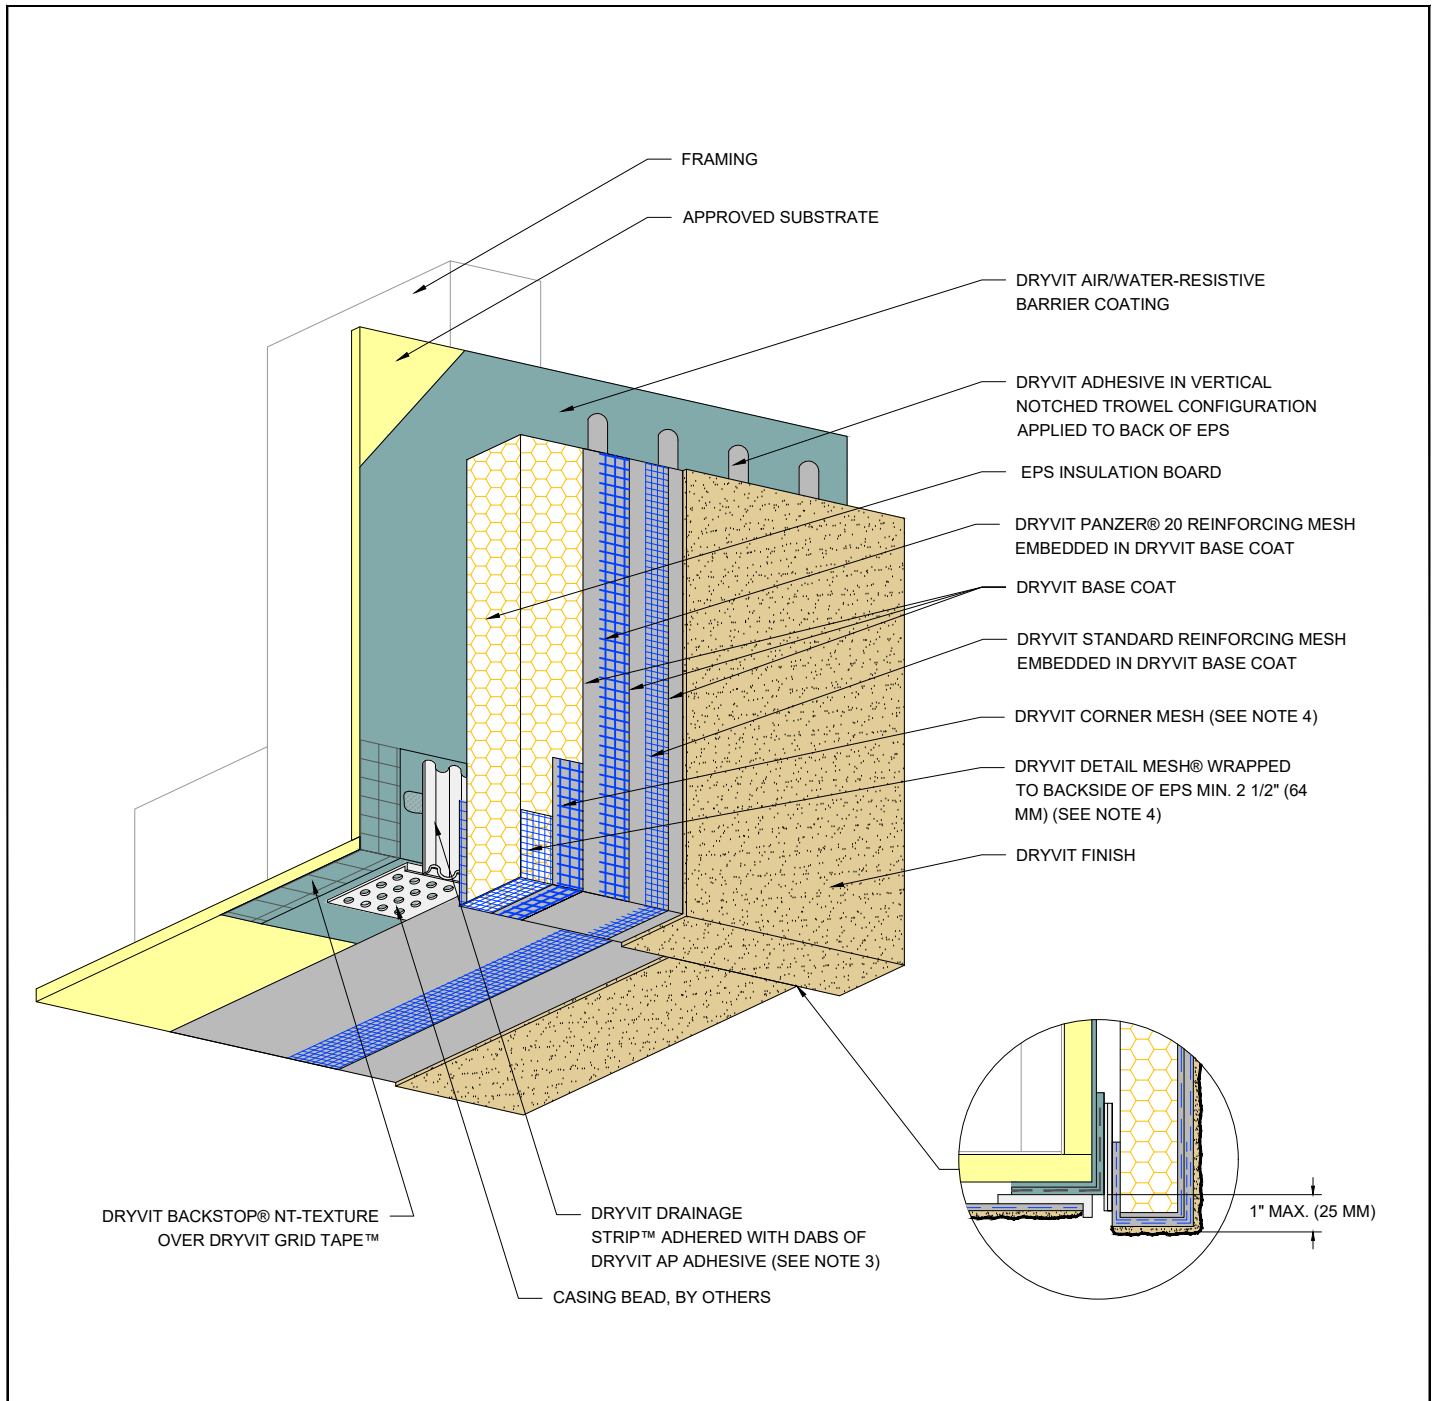 FRAMING
APPROVED SUBSTRATE
DRYVIT AIR/WATER-RESISTIVE
BARRIER COATING
DRYVIT ADHESIVE IN VERTICAL
NOTCHED TROWEL CONFIGURATION
APPLIED TO BACK OF EPS
EPS INSULATION BOARD
DRYVIT PANZER® 20 REINFORCING MESH
EMBEDDED IN DRYVIT BASE COAT
DRYVIT BASE COAT
DRYVIT STANDARD REINFORCING MESH
EMBEDDED IN DRYVIT BASE COAT
DRYVIT CORNER MESH (SEE NOTE 4)
DRYVIT DETAIL MESH® WRAPPED
TO BACKSIDE OF EPS MIN. 2 1/2" (64
MM) (SEE NOTE 4)
DRYVIT FINISH
1" MAX. (25 MM)
DRYVIT BACKSTOP® NT-TEXTURE
OVER DRYVIT GRID TAPE™
DRYVIT DRAINAGE
STRIP™ ADHERED WITH DABS OF
DRYVIT AP ADHESIVE (SEE NOTE 3)
CASING BEAD, BY OTHERS